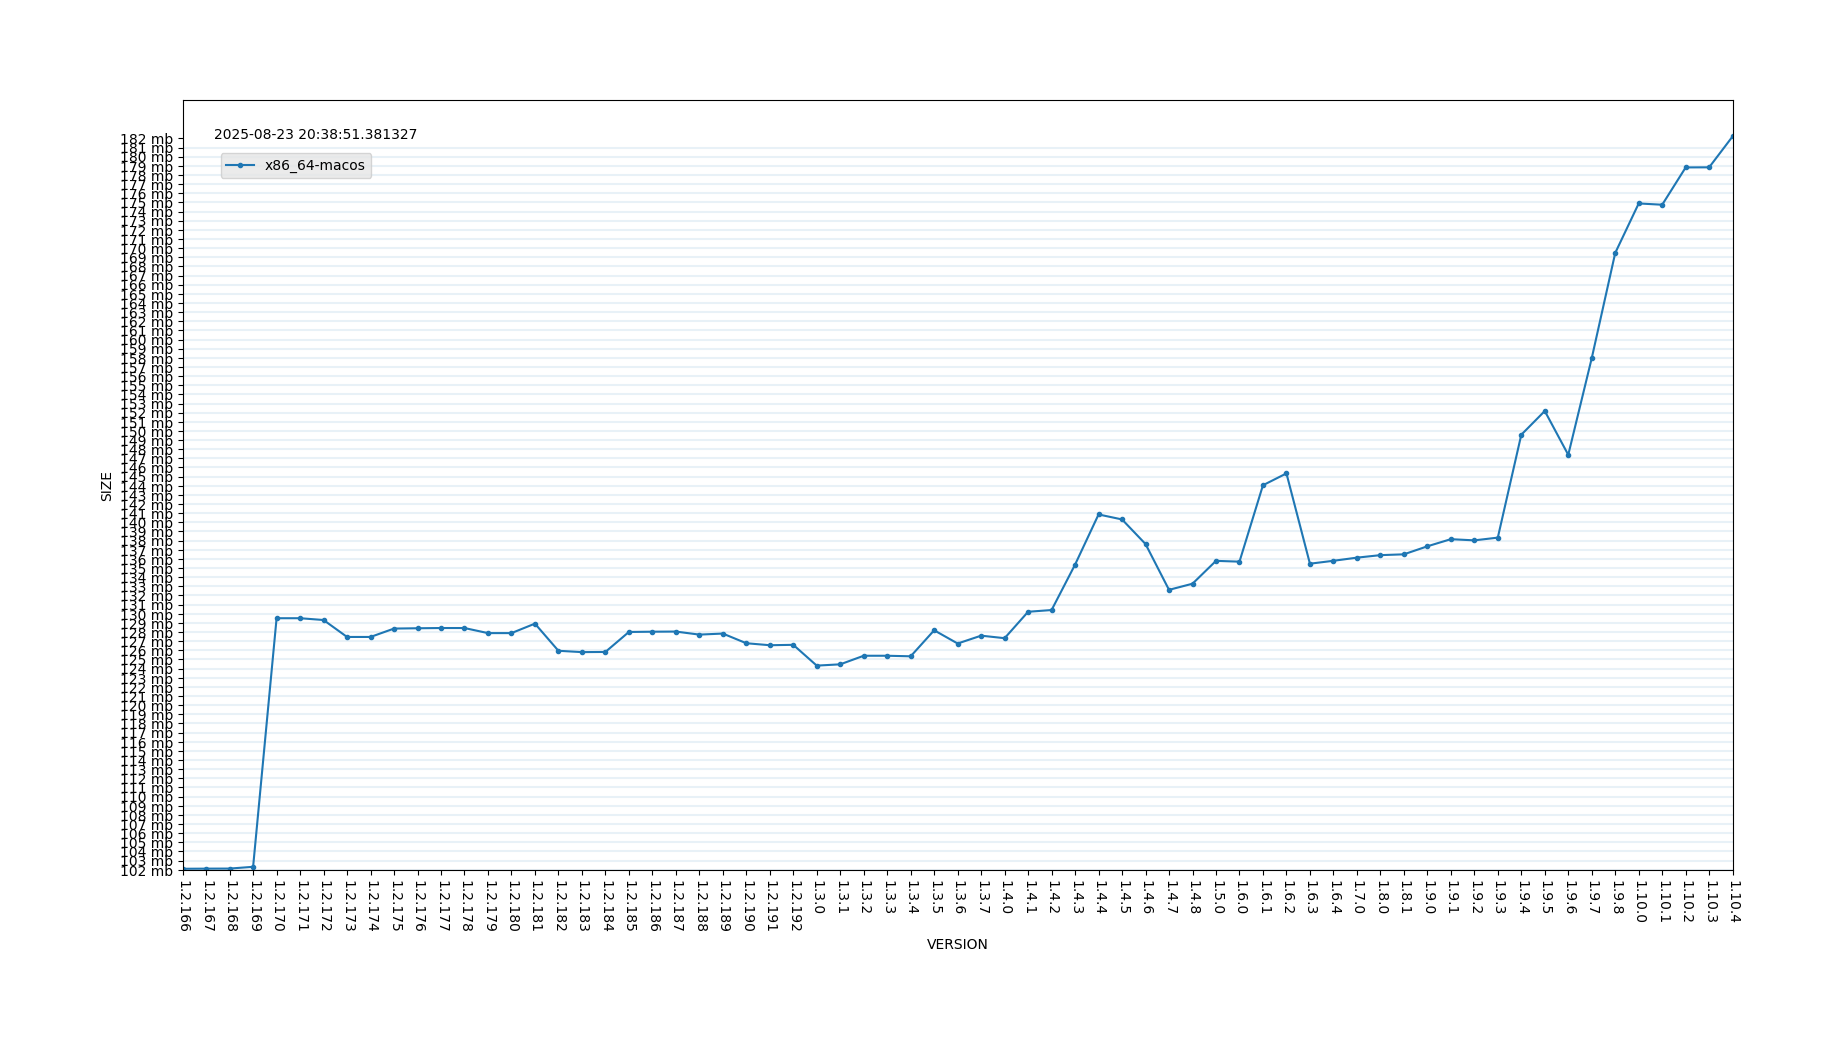 2025-08-23 20:38:51.381327
x86_64-macos
SIZE
182 mb
181 mb
180 mb
179 mb
178 mb
177 mb
176 mb
175 mb
174 mb
173 mb
172 mb
171 mb
170 mb
169 mb
168 mb
167 mb
166 mb
165 mb
164 mb
163 mb
162 mb
161 mb
160 mb
159 mb
158 mb
157 mb
156 mb
155 mb
154 mb
153 mb
152 mb
151 mb
150 mb
149 mb
148 mb
147 mb
146 mb
145 mb
144 mb
143 mb
142 mb
141 mb
140 mb
139 mb
138 mb
137 mb
136 mb
135 mb
134 mb
133 mb
132 mb
131 mb
130 mb
129 mb
128 mb
127 mb
126 mb
125 mb
124 mb
123 mb
122 mb
121 mb
120 mb
119 mb
118 mb
117 mb
116 mb
115 mb
114 mb
113 mb
112 mb
111 mb
110 mb
109 mb
108 mb
107 mb
106 mb
105 mb
104 mb
103 mb
102 mb
1.2.166
1.2.167
1.2.168
1.2.169
1.2.170
1.2.171
1.2.172
1.2.173
1.2.174
1.2.175
1.2.176
1.2.177
1.2.178
1.2.179
1.2.180
1.2.181
1.2.182
1.2.183
1.2.184
1.2.185
1.2.186
1.2.187
1.2.188
1.2.189
1.2.190
1.2.191
1.2.192
1.3.0
1.3.1
1.3.2
1.3.3
1.3.4
1.3.5
1.3.6
1.3.7
1.4.0
1.4.1
1.4.2
1.4.3
1.4.4
1.4.5
1.4.6
1.4.7
1.4.8
1.5.0
1.6.0
1.6.1
1.6.2
1.6.3
1.6.4
1.7.0
1.8.0
1.8.1
1.9.0
1.9.1
1.9.2
1.9.3
1.9.4
1.9.5
1.9.6
1.9.7
1.9.8
1.10.0
1.10.1
1.10.2
1.10.3
1.10.4
VERSION